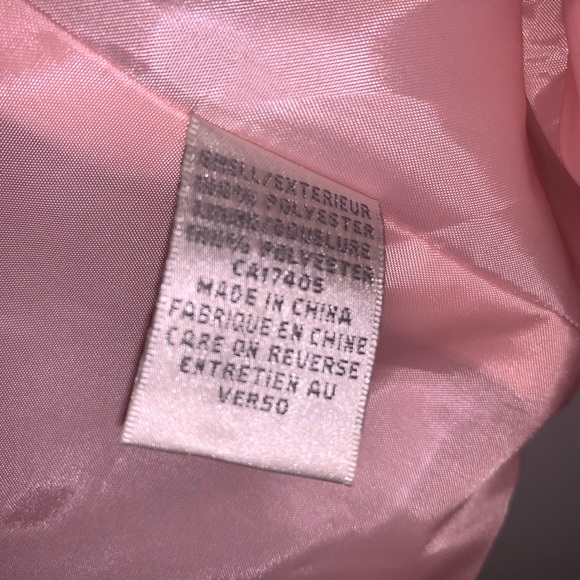 SHELL/EXTERIEUR
100% POLYESTER
LINING/DOUBLURE
100% POLYESTER
CA17405
MADE IN CHINA
FABRIQUE EN CHINE
CARE ON REVERSE
ENTRETIEN AU
VERSO